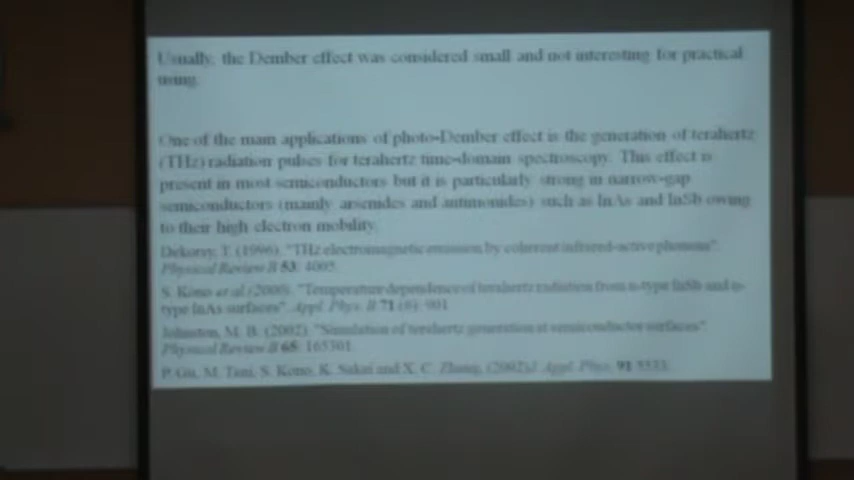 Usually, the Dember effect was considered small and not interesting for practical
using.
One of the main applications of photo-Dember effect is the generation of terahertz
(THz) radiation pulses for terahertz time-domain spectroscopy. This effect is
present in most semiconductors but it is particularly strong in narrow-gap
semiconductors (mainly arsenides and antimonides) such as InAs and InSb owing
to their high electron mobility.
Dekorsy, T. (1996). "THz electromagnetic emission by coherent infrared-active phonons".
Physical Review B 53: 4005.
S. Kono et al (2000). "Temperature dependence of terahertz radiation from n-type InSb and n-
type InAs surfaces". Appl. Phys. B 71 (6): 901
Johnston, M. B. (2002). "Simulation of terahertz generation at semiconductor surfaces".
Physical Review B 65: 165301.
P. Gu, M. Tani, S. Kono, K. Sakai and X. C. Zhang, (2002)J. Appl. Phys. 91 5533.